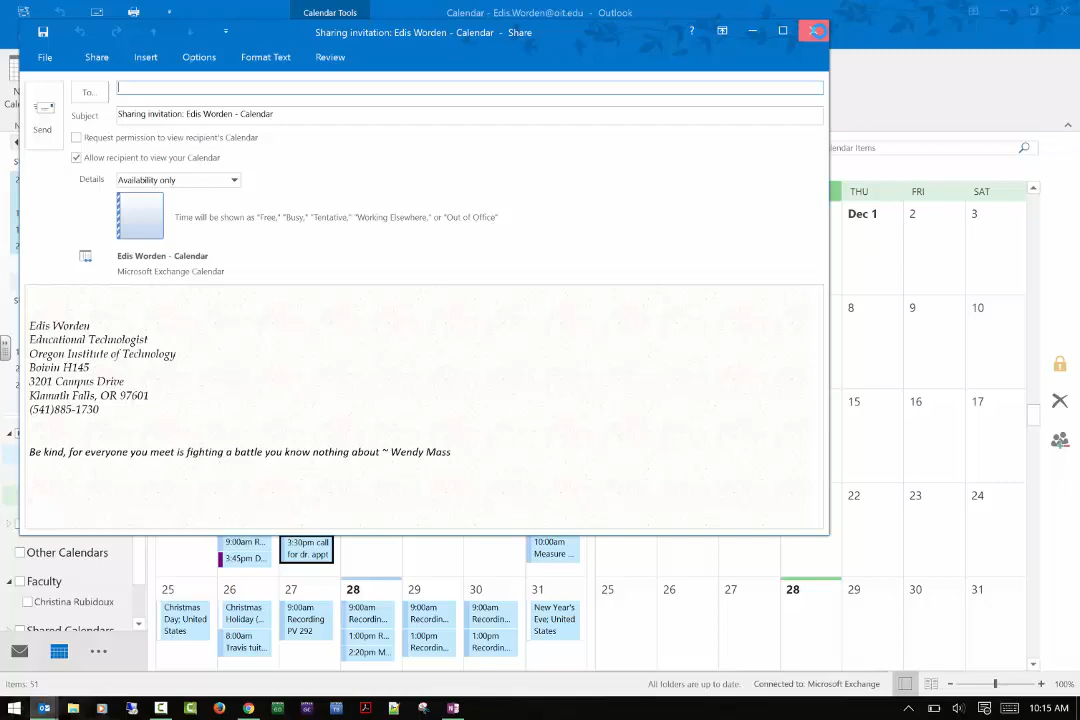 Calendar Tools
Calendar - Edis.Worden@oit.edu - Outlook
Sharing invitation: Edis Worden - Calendar - Share
?
File
Share
Insert
Options
Format Text
Review
To...
Send
Subject
Sharing invitation: Edis Worden - Calendar
Request permission to view recipient's Calendar
Allow recipient to view your Calendar
Details
Availability only
Time will be shown as "Free," "Busy," "Tentative," "Working Elsewhere," or "Out of Office"
Edis Worden - Calendar
Microsoft Exchange Calendar
Edis Worden
Educational Technologist
Oregon Institute of Technology
Boivin H145
3201 Campus Drive
Klamath Falls, OR 97601
(541)885-1730
Be kind, for everyone you meet is fighting a battle you know nothing about ~ Wendy Mass
Items
THU FRI SAT
Dec 1 2 3
8 9 10
15 16 17
22 23 24
Other Calendars
Faculty
Christina Rubidoux
Shared Calendars
9:00am R...
3:45pm D...
3:30pm call
for dr. appt
10:00am
Measure ...
25 26 27 28 29 30 31
Christmas
Day; United
States
Christmas
Holiday (...
8:00am
Travis tuit...
9:00am
Recording
PV 292
9:00am
Recordin...
1:00pm R...
2:20pm M...
9:00am
Recordin...
1:00pm
Recordin...
9:00am
Recordin...
1:00pm
Recordin...
New Year's
Eve; United
States
25 26 27 28 29 30 31
Items: 51
All folders are up to date.
Connected to: Microsoft Exchange
100%
10:15 AM